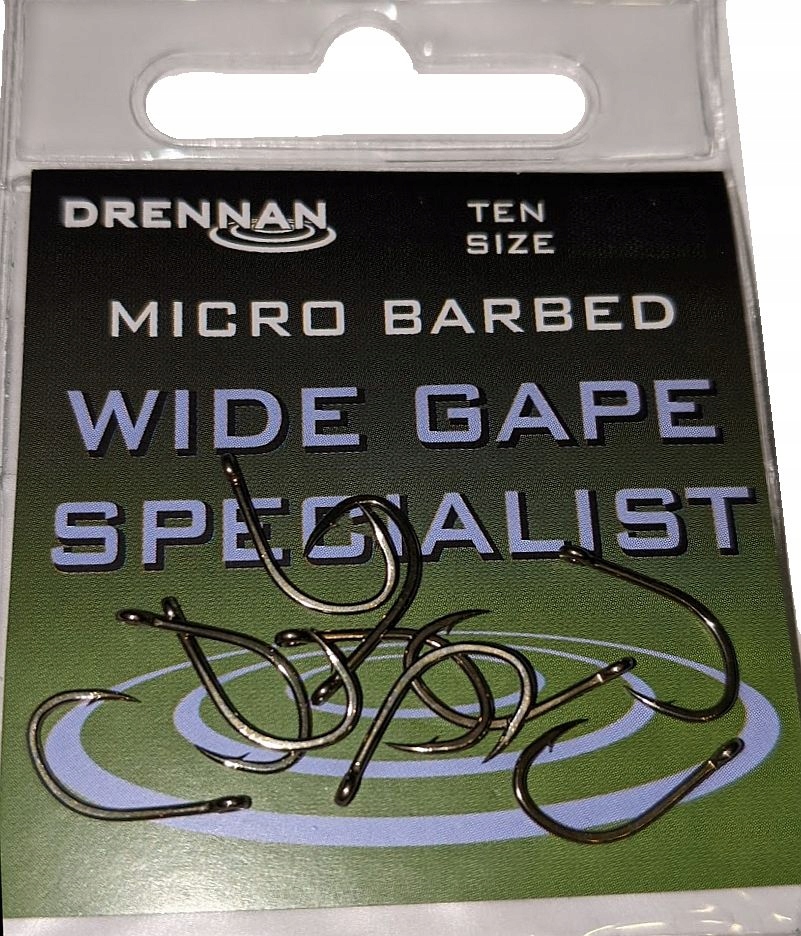 DRENNAN
TEN
SIZE
MICRO BARBED
WIDE GAPE
SPECIALIST